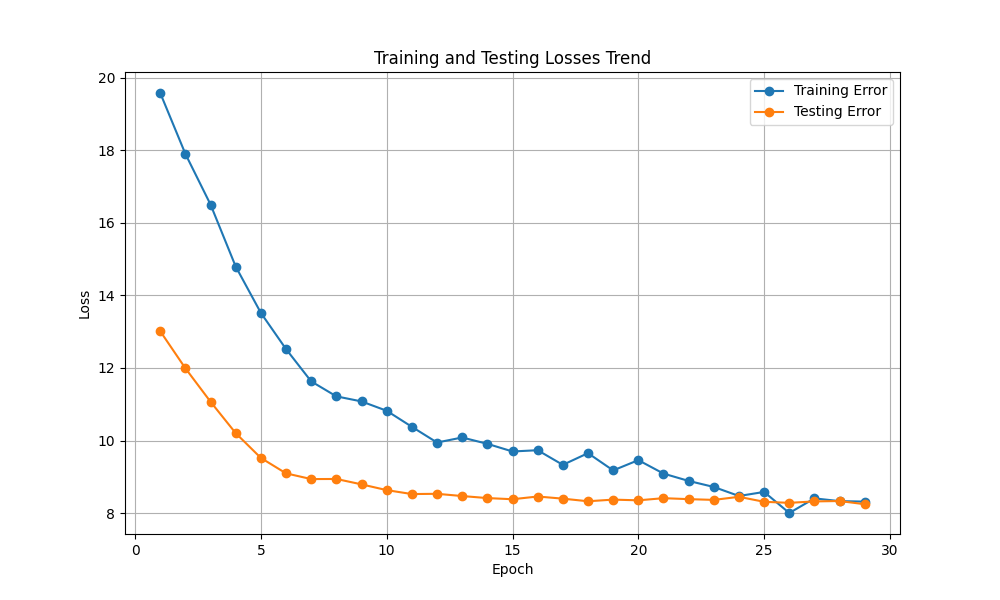 Training and Testing Losses Trend
Training Error
Testing Error
Loss
20
18
16
14
12
10
8
0 5 10 15 20 25 30
Epoch